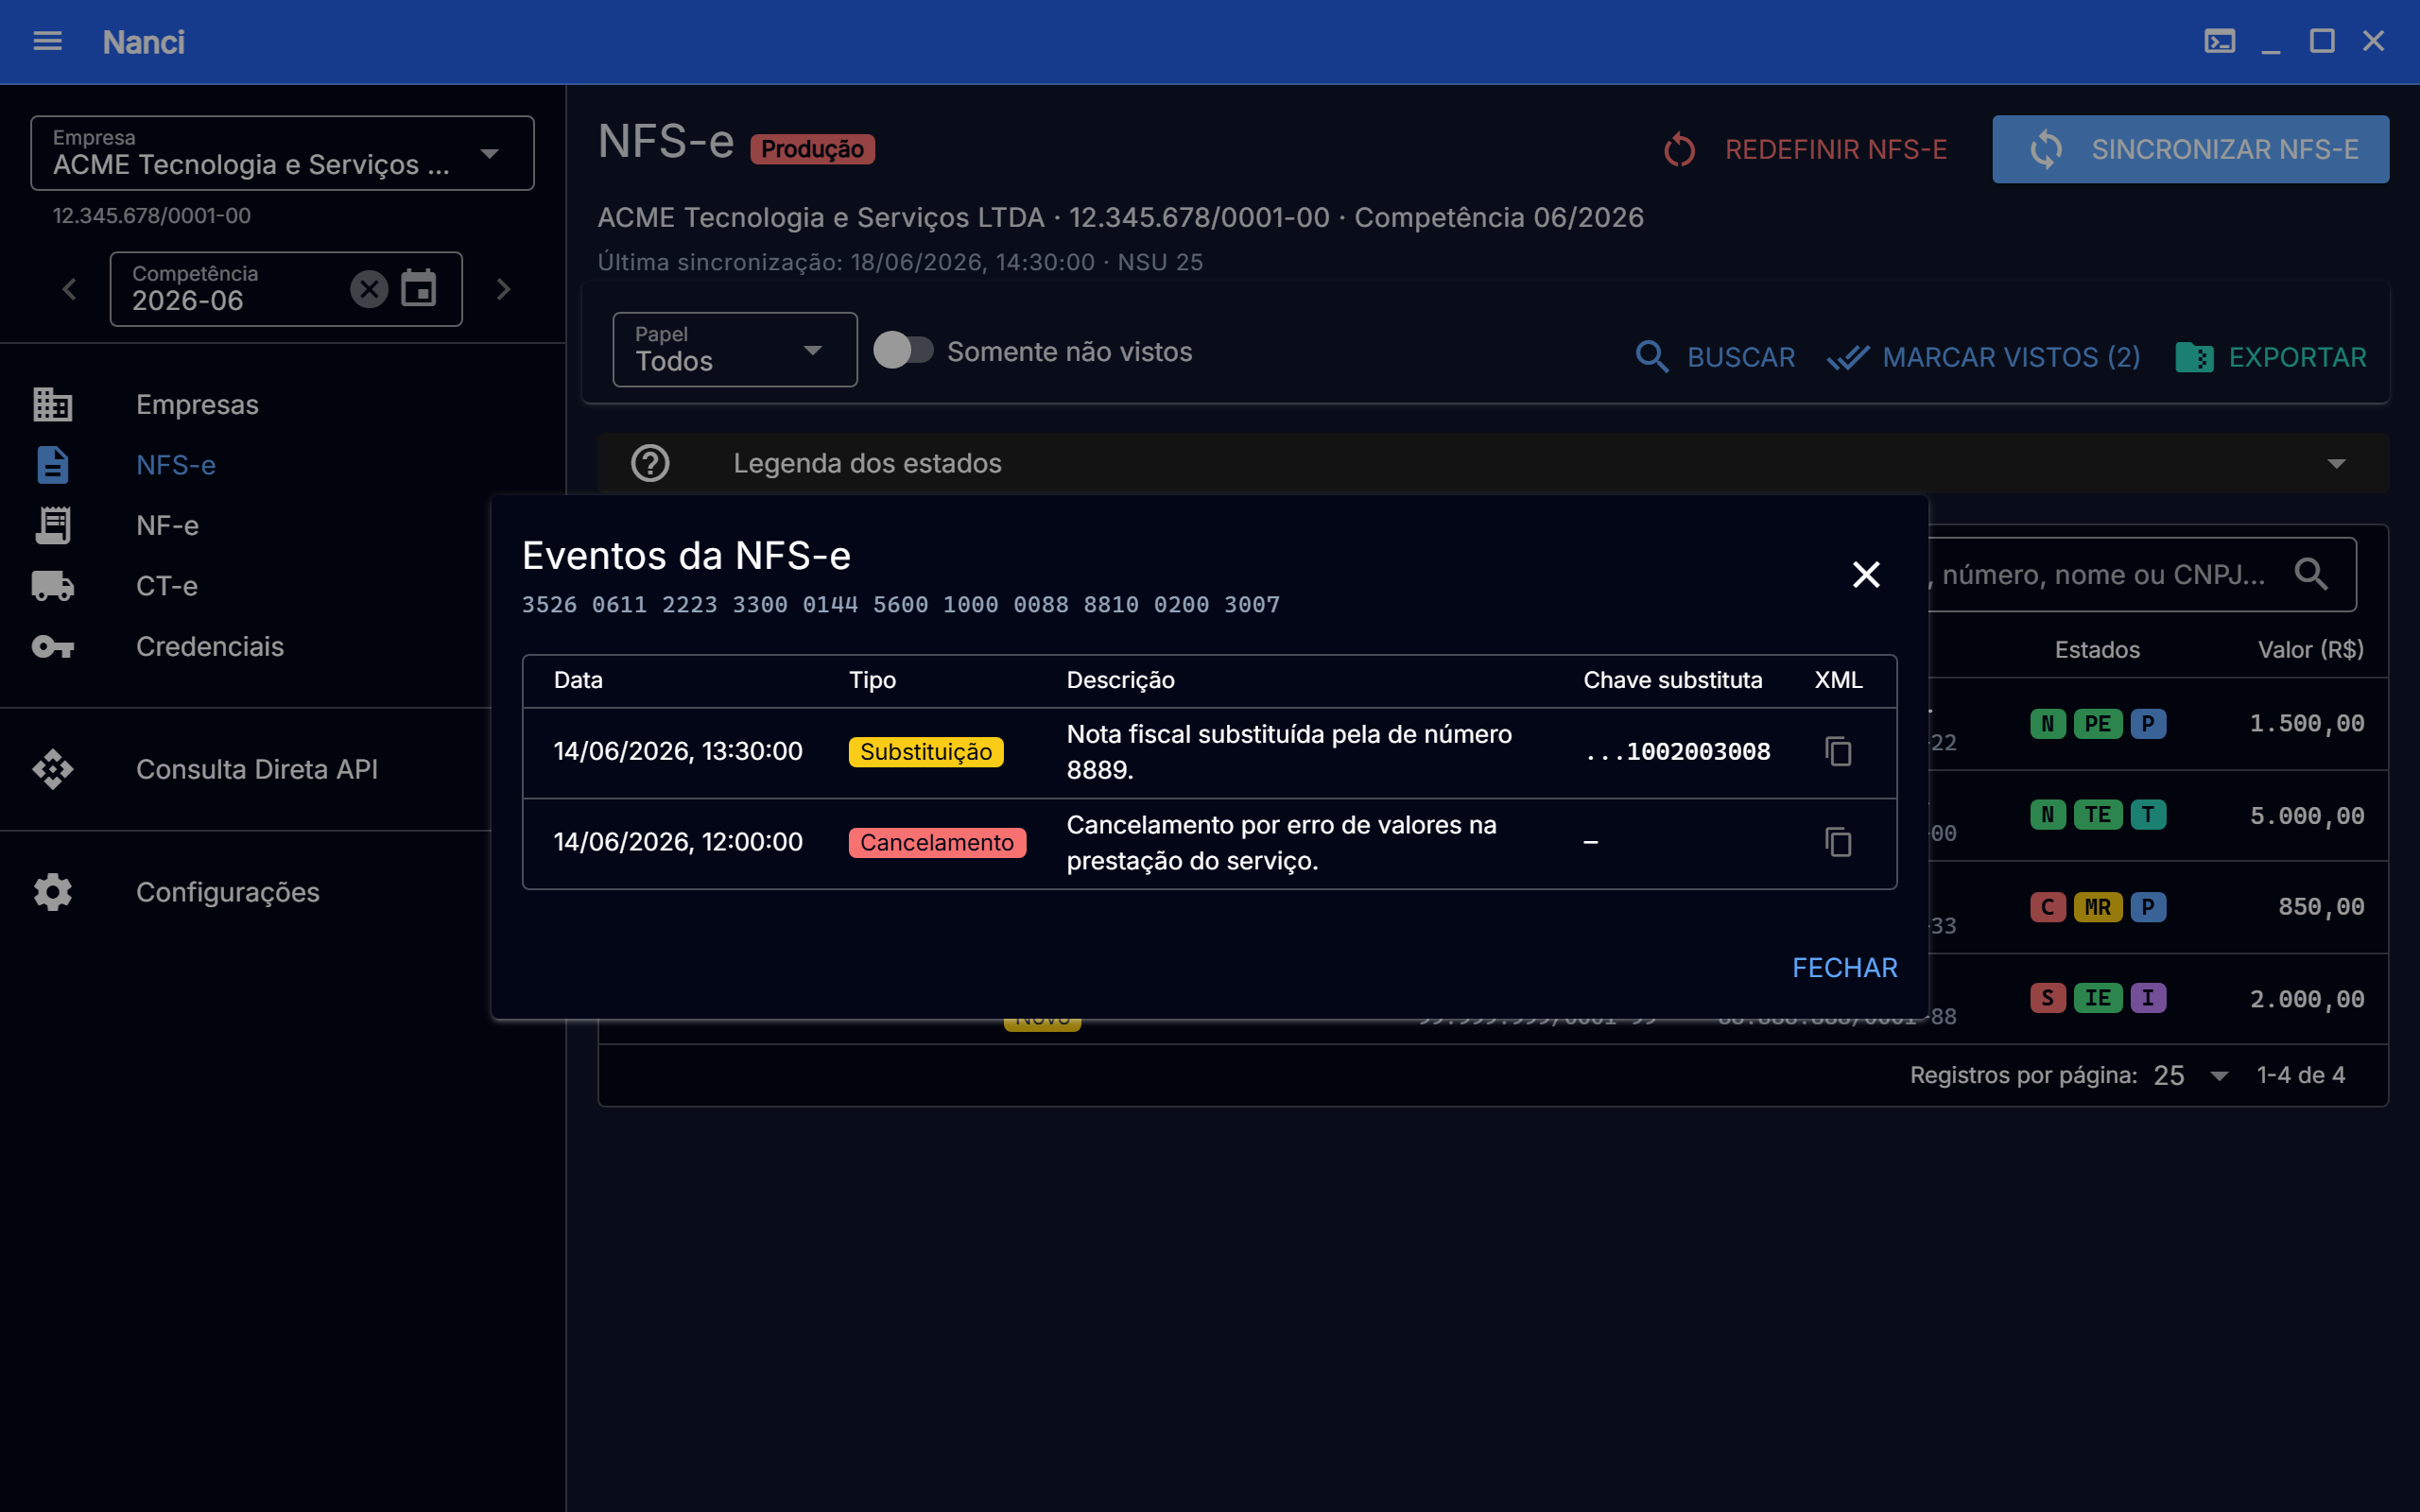 Nanci
Empresa
ACME Tecnologia e Serviços ...
12.345.678/0001-00
Competência
2026-06
Empresas
NFS-e
NF-e
CT-e
Credenciais
Consulta Direta API
Configurações
NFS-e Produção
REDEFINIR NFS-E
SINCRONIZAR NFS-E
ACME Tecnologia e Serviços LTDA · 12.345.678/0001-00 · Competência 06/2026
Última sincronização: 18/06/2026, 14:30:00 · NSU 25
Papel
Todos
Somente não vistos
BUSCAR
MARCAR VISTOS (2)
EXPORTAR
Legenda dos estados
, número, nome ou CNPJ...
Estados Valor (R$)
-22 N PE P 1.500,00
-00 N TE T 5.000,00
-33 C MR P 850,00
-88 S IE I 2.000,00
Registros por página: 25 1-4 de 4
Eventos da NFS-e
3526 0611 2223 3300 0144 5600 1000 0088 8810 0200 3007
Data Tipo Descrição Chave substituta XML
14/06/2026, 13:30:00 Substituição Nota fiscal substituída pela de número
8889.
...1002003008
14/06/2026, 12:00:00 Cancelamento Cancelamento por erro de valores na
prestação do serviço.
–
FECHAR